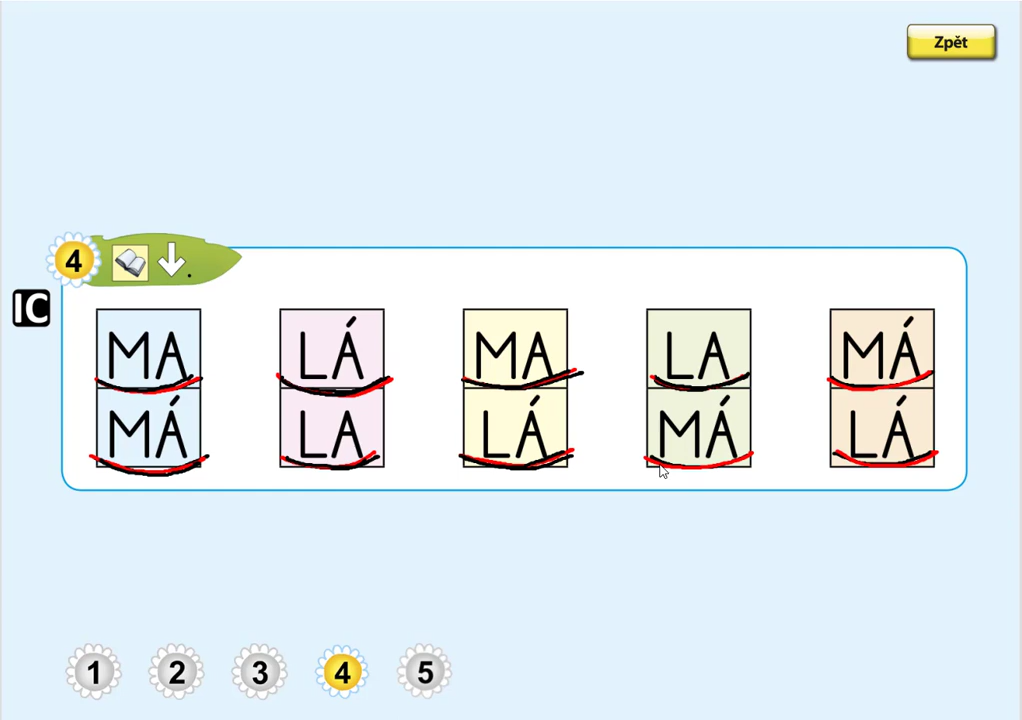 Zpět
4 .
IC
MA LÁ MA LA MÁ
MÁ LA LÁ MÁ LÁ
1 2 3 4 5